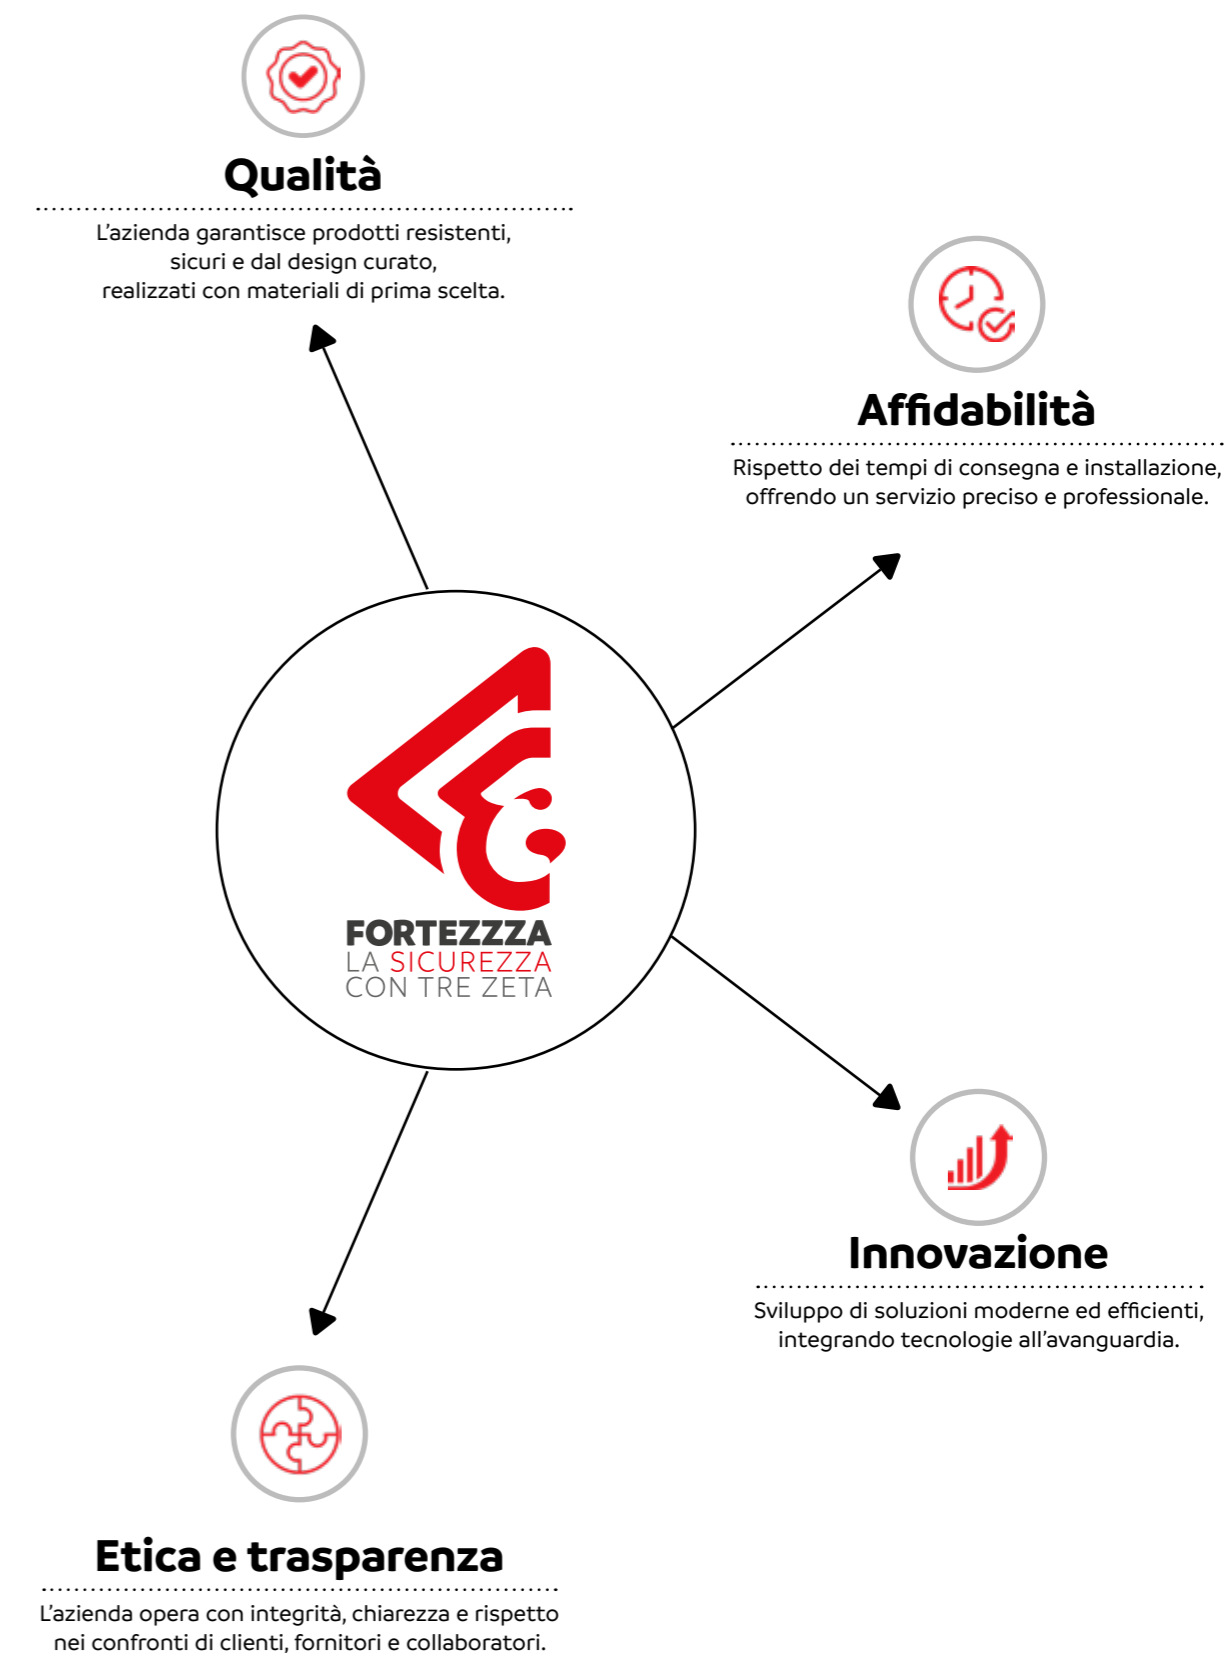 Qualità
L'azienda garantisce prodotti resistenti,
sicuri e dal design curato,
realizzati con materiali di prima scelta.
Affidabilità
Rispetto dei tempi di consegna e installazione,
offrendo un servizio preciso e professionale.
FORTEZZZA
LA SICUREZZA
CON TRE ZETA
Innovazione
Sviluppo di soluzioni moderne ed efficienti,
integrando tecnologie all'avanguardia.
Etica e trasparenza
L'azienda opera con integrità, chiarezza e rispetto
nei confronti di clienti, fornitori e collaboratori.